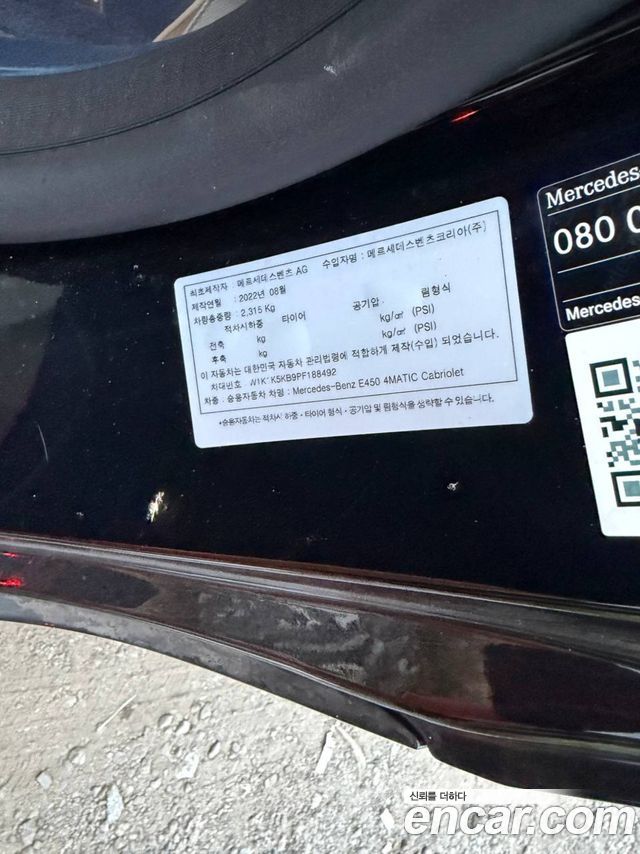 최초제작자 : 메르세데스벤츠 AG 수입자명 : 메르세데스벤츠코리아(주)
제작연월 : 2022년 08월
차량총중량 : 2,315 Kg
적차시하중 타이어 공기압 림형식
전축 kg kg/㎠ (PSI)
후축 kg kg/㎠ (PSI)
이 자동차는 대한민국 자동차 관리법령에 적합하게 제작(수입) 되었습니다.
차대번호 : W1K1K5KB9PF188492
차종 : 승용자동차 차명 : Mercedes-Benz E450 4MATIC Cabriolet
*승용자동차는 적차시 하중 · 타이어 형식 · 공기압 및 림형식을 생략할 수 있습니다.
Mercedes-
080 0
Mercedes
신뢰를 더하다
encar.com